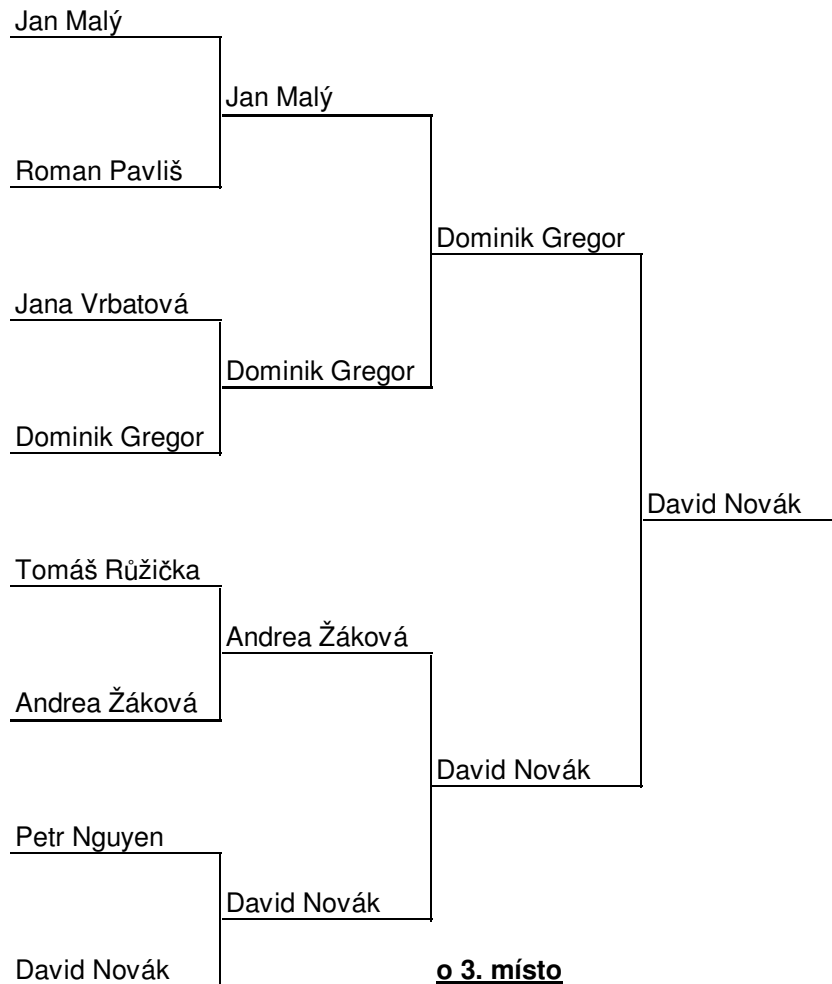 Jan Malý
Jan Malý
Roman Pavliš
Dominik Gregor
Jana Vrbatová
Dominik Gregor
Dominik Gregor
David Novák
Tomáš Růžička
Andrea Žáková
Andrea Žáková
David Novák
Petr Nguyen
David Novák
David Novák
o 3. místo